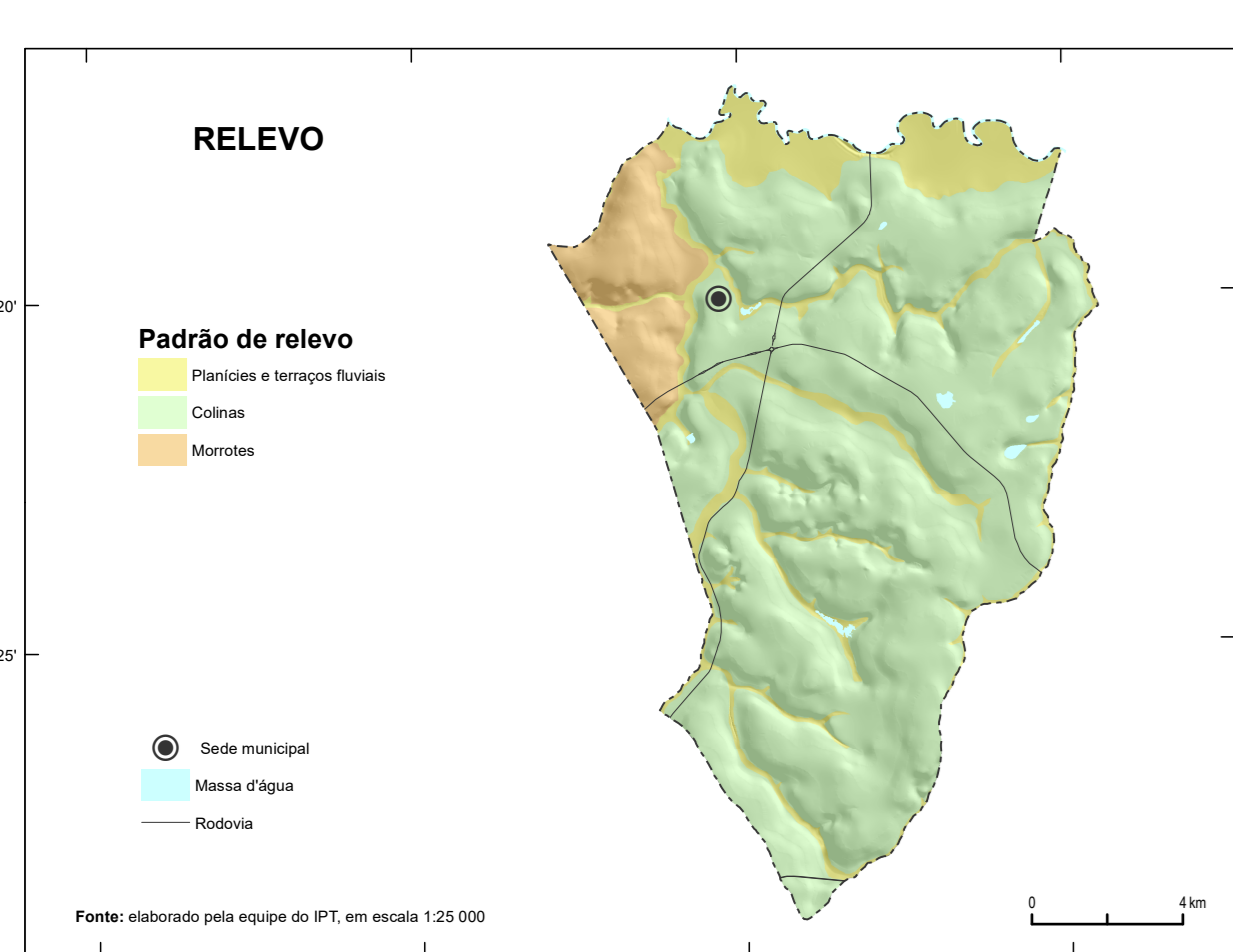 RELEVO
20'
Padrão de relevo
Planícies e terraços fluviais
Colinas
Morrotes
25'
Sede municipal
Massa d'água
Rodovia
0 4 km
Fonte: elaborado pela equipe do IPT, em escala 1:25 000